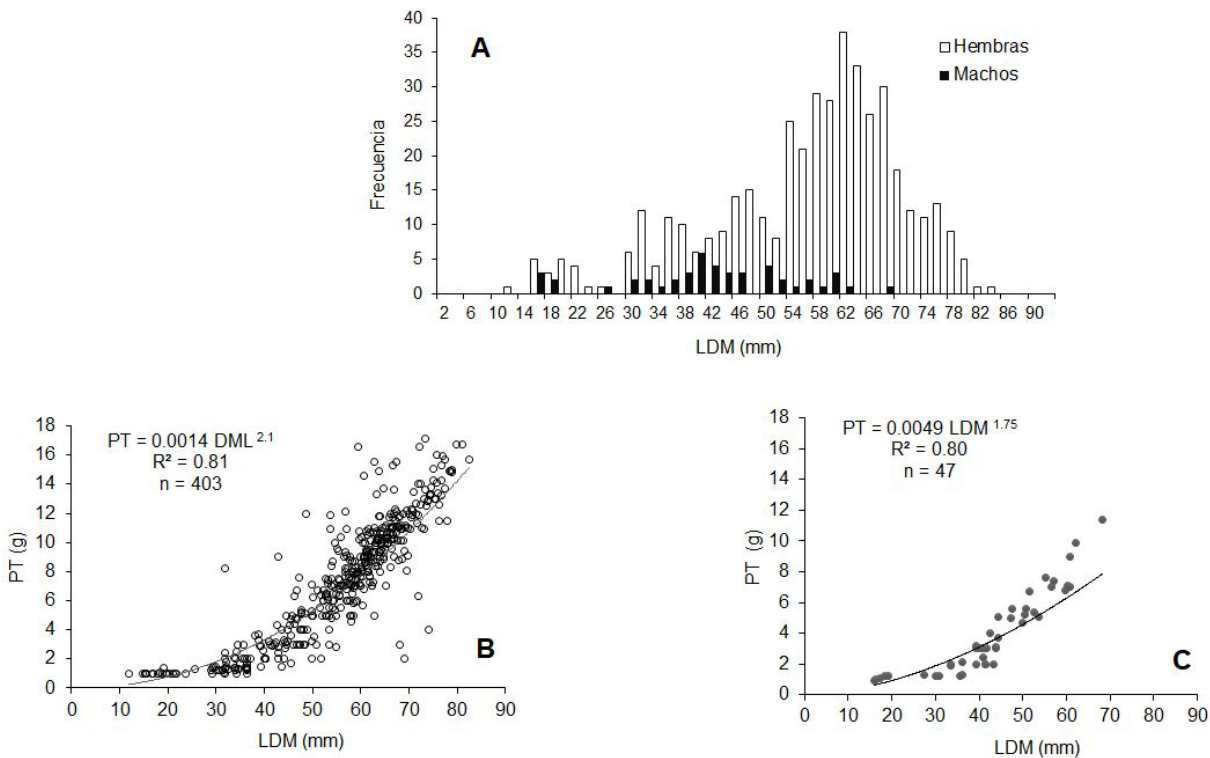 A
Hembras
Machos
Frecuencia
40
35
30
25
20
15
10
5
0
2 6 10 14 18 22 26 30 34 38 42 46 50 54 58 62 66 70 74 78 82 86 90
LDM (mm)
PT = 0.0014 DML 2.1
R² = 0.81
n = 403
PT (g)
18
16
14
12
10
8
6
4
2
0
B
0 10 20 30 40 50 60 70 80 90
LDM (mm)
PT = 0.0049 LDM 1.75
R² = 0.80
n = 47
PT (g)
18
16
14
12
10
8
6
4
2
0
C
0 10 20 30 40 50 60 70 80 90
LDM (mm)